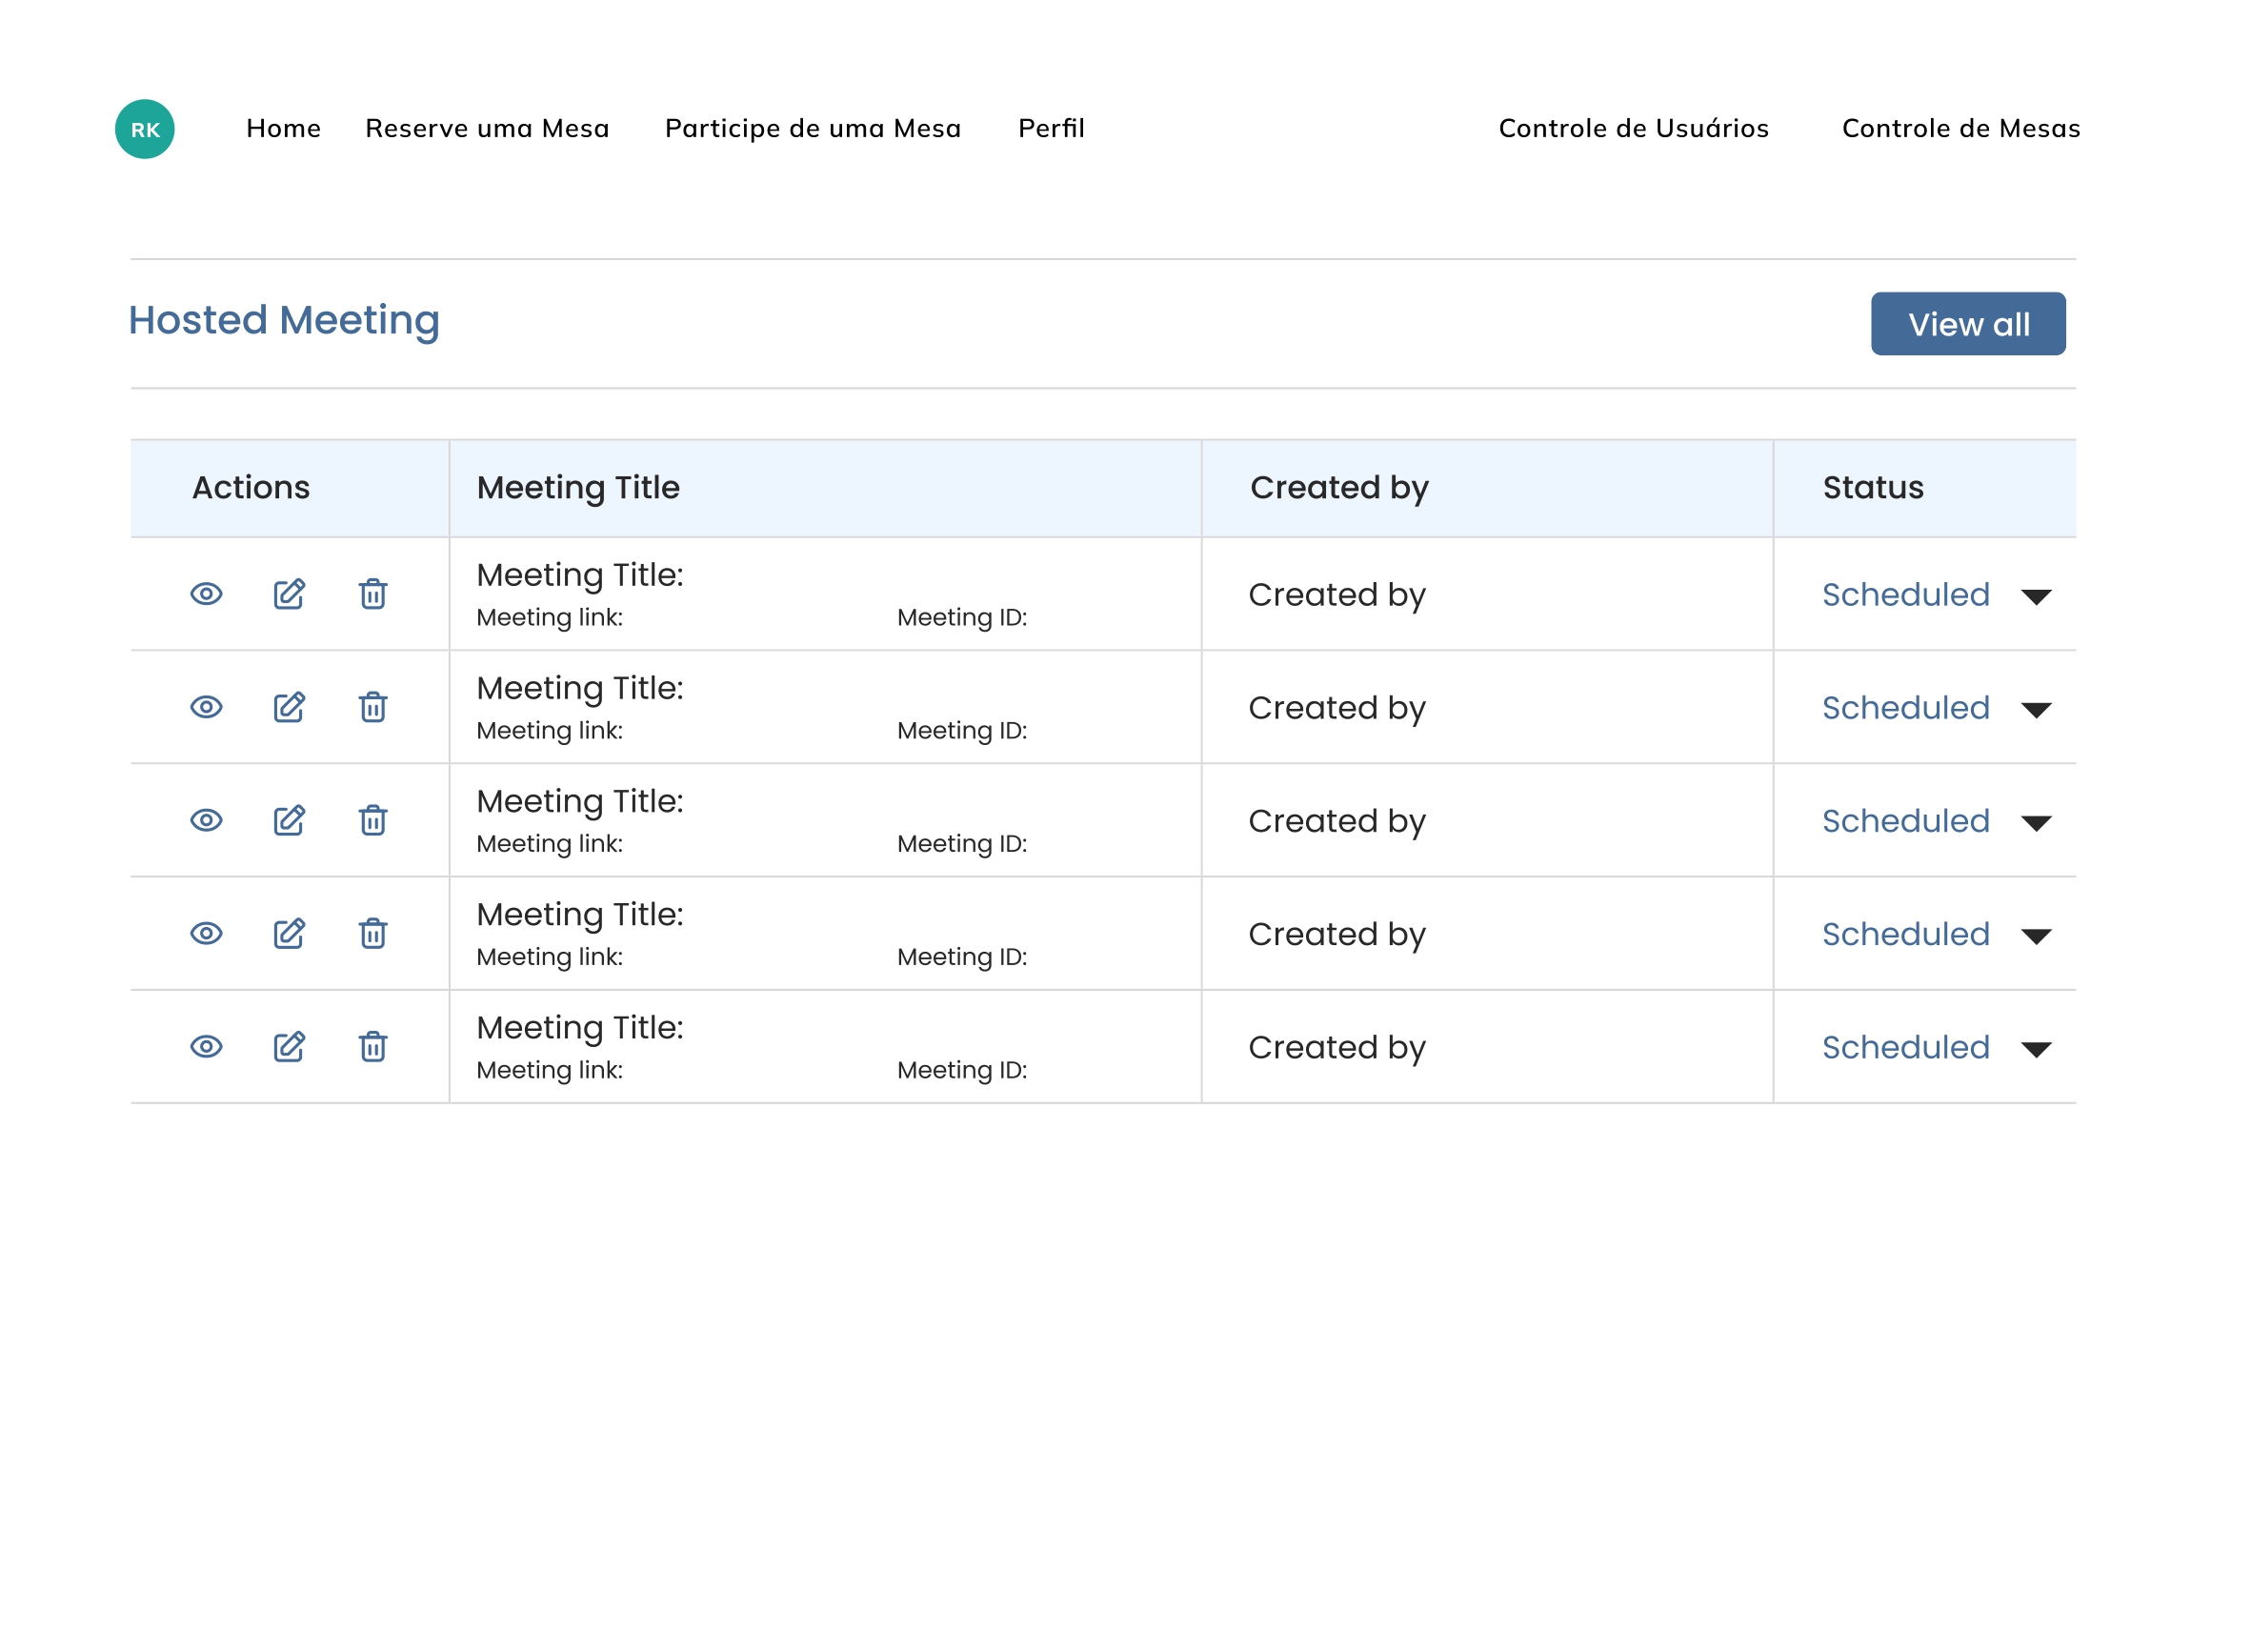 RK Home Reserve uma Mesa Participe de uma Mesa Perfil Controle de Usuários Controle de Mesas
Hosted Meeting View all
Actions Meeting Title Created by Status
Meeting Title:
Meeting link: Meeting ID:
Created by
Scheduled
Meeting Title:
Meeting link: Meeting ID:
Created by
Scheduled
Meeting Title:
Meeting link: Meeting ID:
Created by
Scheduled
Meeting Title:
Meeting link: Meeting ID:
Created by
Scheduled
Meeting Title:
Meeting link: Meeting ID:
Created by
Scheduled